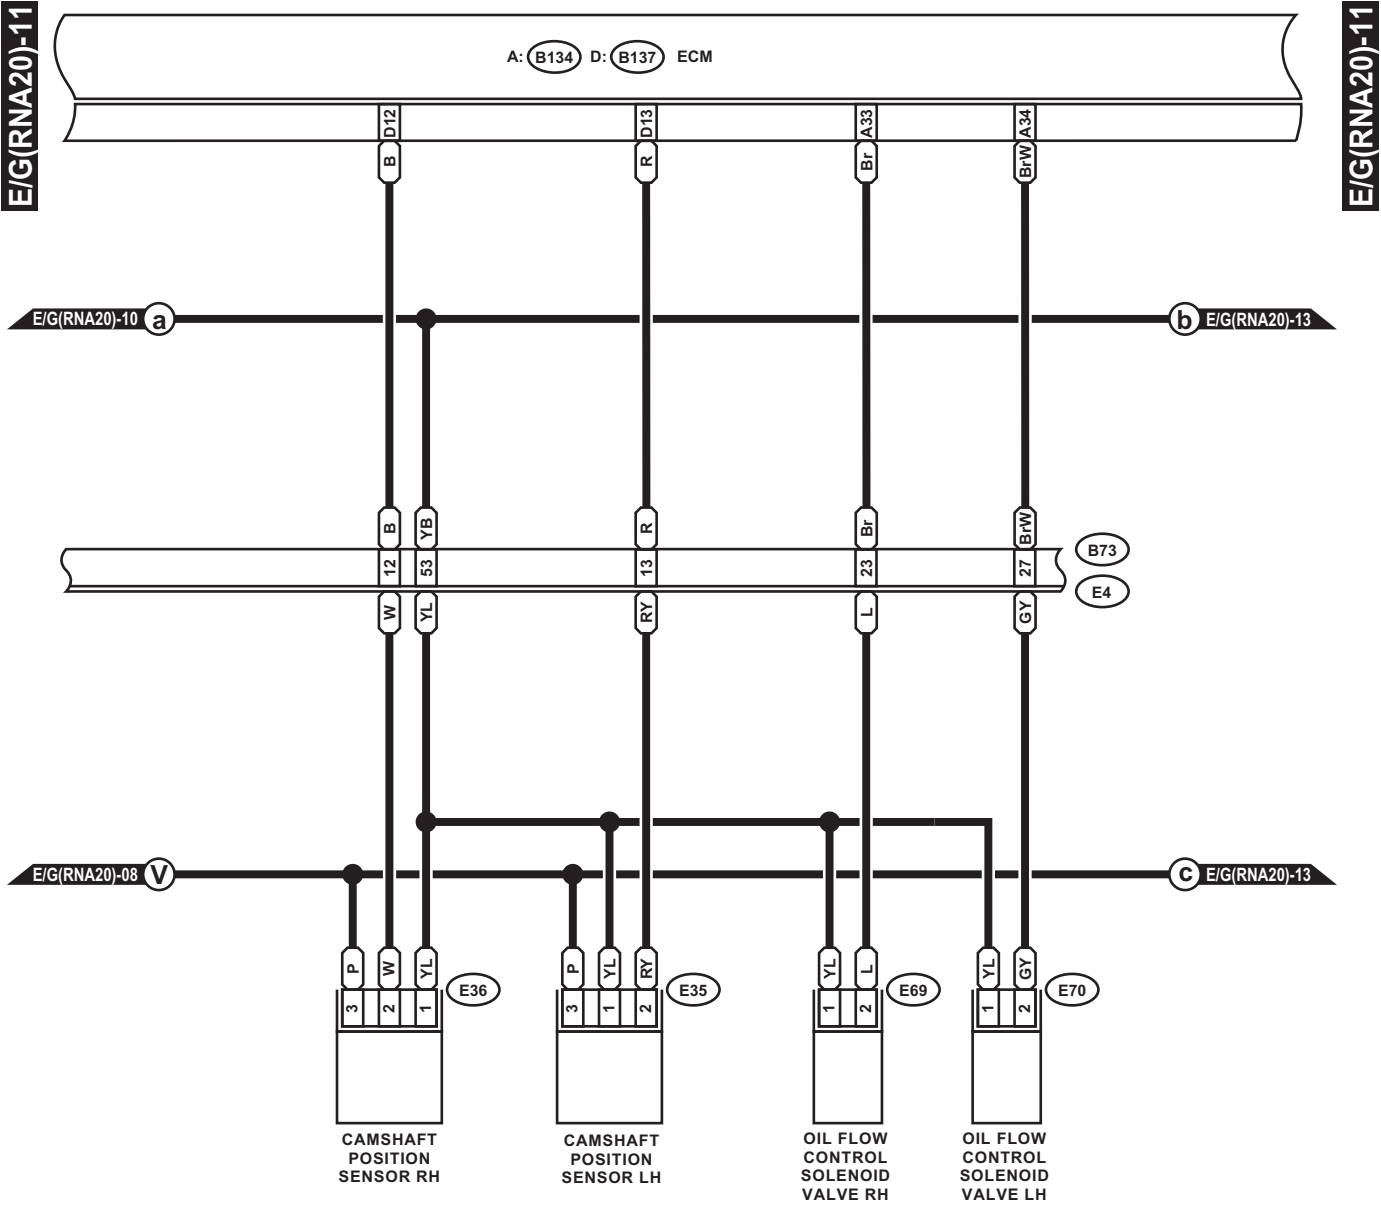 E/G(RNA20)-11
E/G(RNA20)-11
A: B134 D: B137 ECM
D12 D13 A33 A34
B R Br BrW
E/G(RNA20)-10 a b E/G(RNA20)-13
B YB R Br BrW
B73
12 53 13 23 27
E4
W YL RY L GY
E/G(RNA20)-08 V c E/G(RNA20)-13
P W YL P YL RY YL L YL GY
E36 E35 E69 E70
3 2 1 3 1 2 1 2 1 2
CAMSHAFT
POSITION
SENSOR RH
CAMSHAFT
POSITION
SENSOR LH
OIL FLOW
CONTROL
SOLENOID
VALVE RH
OIL FLOW
CONTROL
SOLENOID
VALVE LH